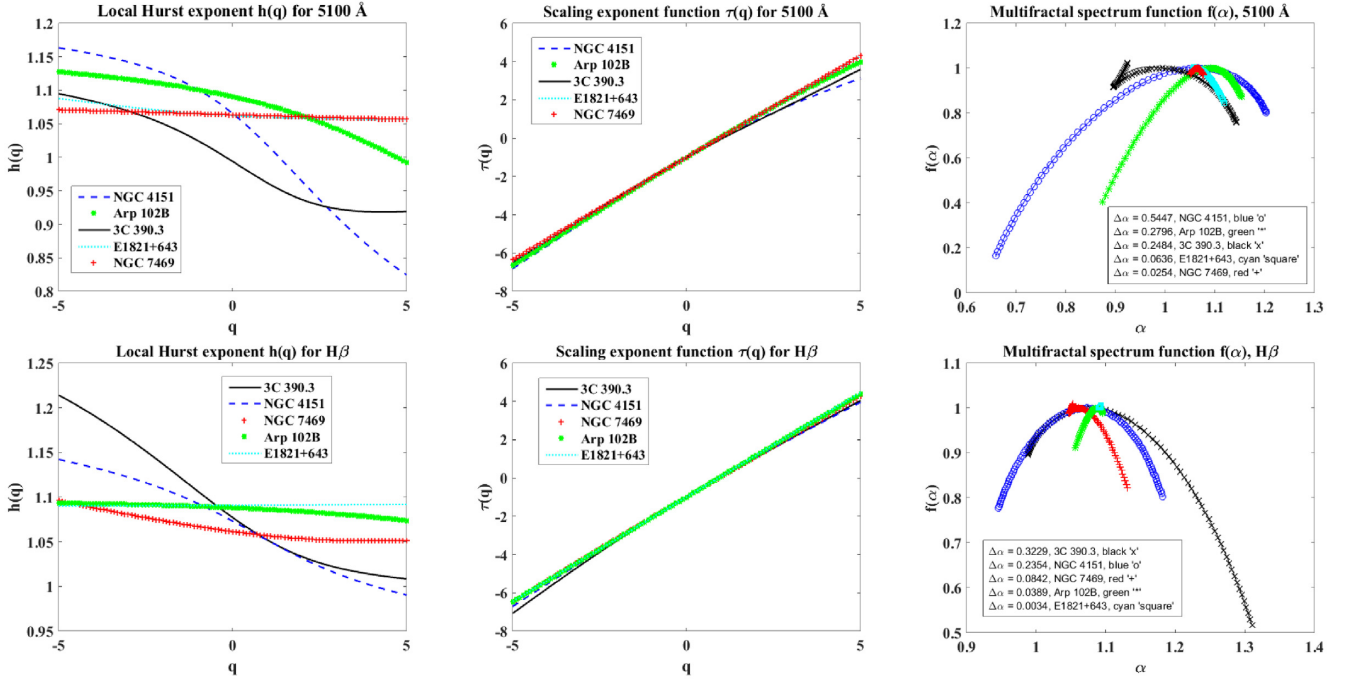 Local Hurst exponent h(q) for 5100 Å
h(q)
1.2
1.15
1.1
1.05
1
0.95
0.9
0.85
0.8
NGC 4151
Arp 102B
3C 390.3
E1821+643
NGC 7469
-5
0
5
q
Scaling exponent function τ(q) for 5100 Å
τ(q)
6
4
2
0
-2
-4
-6
-8
NGC 4151
Arp 102B
3C 390.3
E1821+643
NGC 7469
-5
0
5
q
Multifractal spectrum function f(α), 5100 Å
f(α)
1.2
1
0.8
0.6
0.4
0.2
0
Δα = 0.5447, NGC 4151, blue 'o'
Δα = 0.2796, Arp 102B, green '*'
Δα = 0.2484, 3C 390.3, black 'x'
Δα = 0.0636, E1821+643, cyan 'square'
Δα = 0.0254, NGC 7469, red '+'
0.6
0.7
0.8
0.9
1
1.1
1.2
1.3
α
Local Hurst exponent h(q) for Hβ
h(q)
1.25
1.2
1.15
1.1
1.05
1
0.95
3C 390.3
NGC 4151
NGC 7469
Arp 102B
E1821+643
-5
0
5
q
Scaling exponent function τ(q) for Hβ
τ(q)
6
4
2
0
-2
-4
-6
-8
3C 390.3
NGC 4151
NGC 7469
Arp 102B
E1821+643
-5
0
5
q
Multifractal spectrum function f(α), Hβ
f(α)
1.1
1
0.9
0.8
0.7
0.6
0.5
Δα = 0.3229, 3C 390.3, black 'x'
Δα = 0.2354, NGC 4151, blue 'o'
Δα = 0.0842, NGC 7469, red '+'
Δα = 0.0389, Arp 102B, green '*'
Δα = 0.0034, E1821+643, cyan 'square'
0.9
1
1.1
1.2
1.3
1.4
α